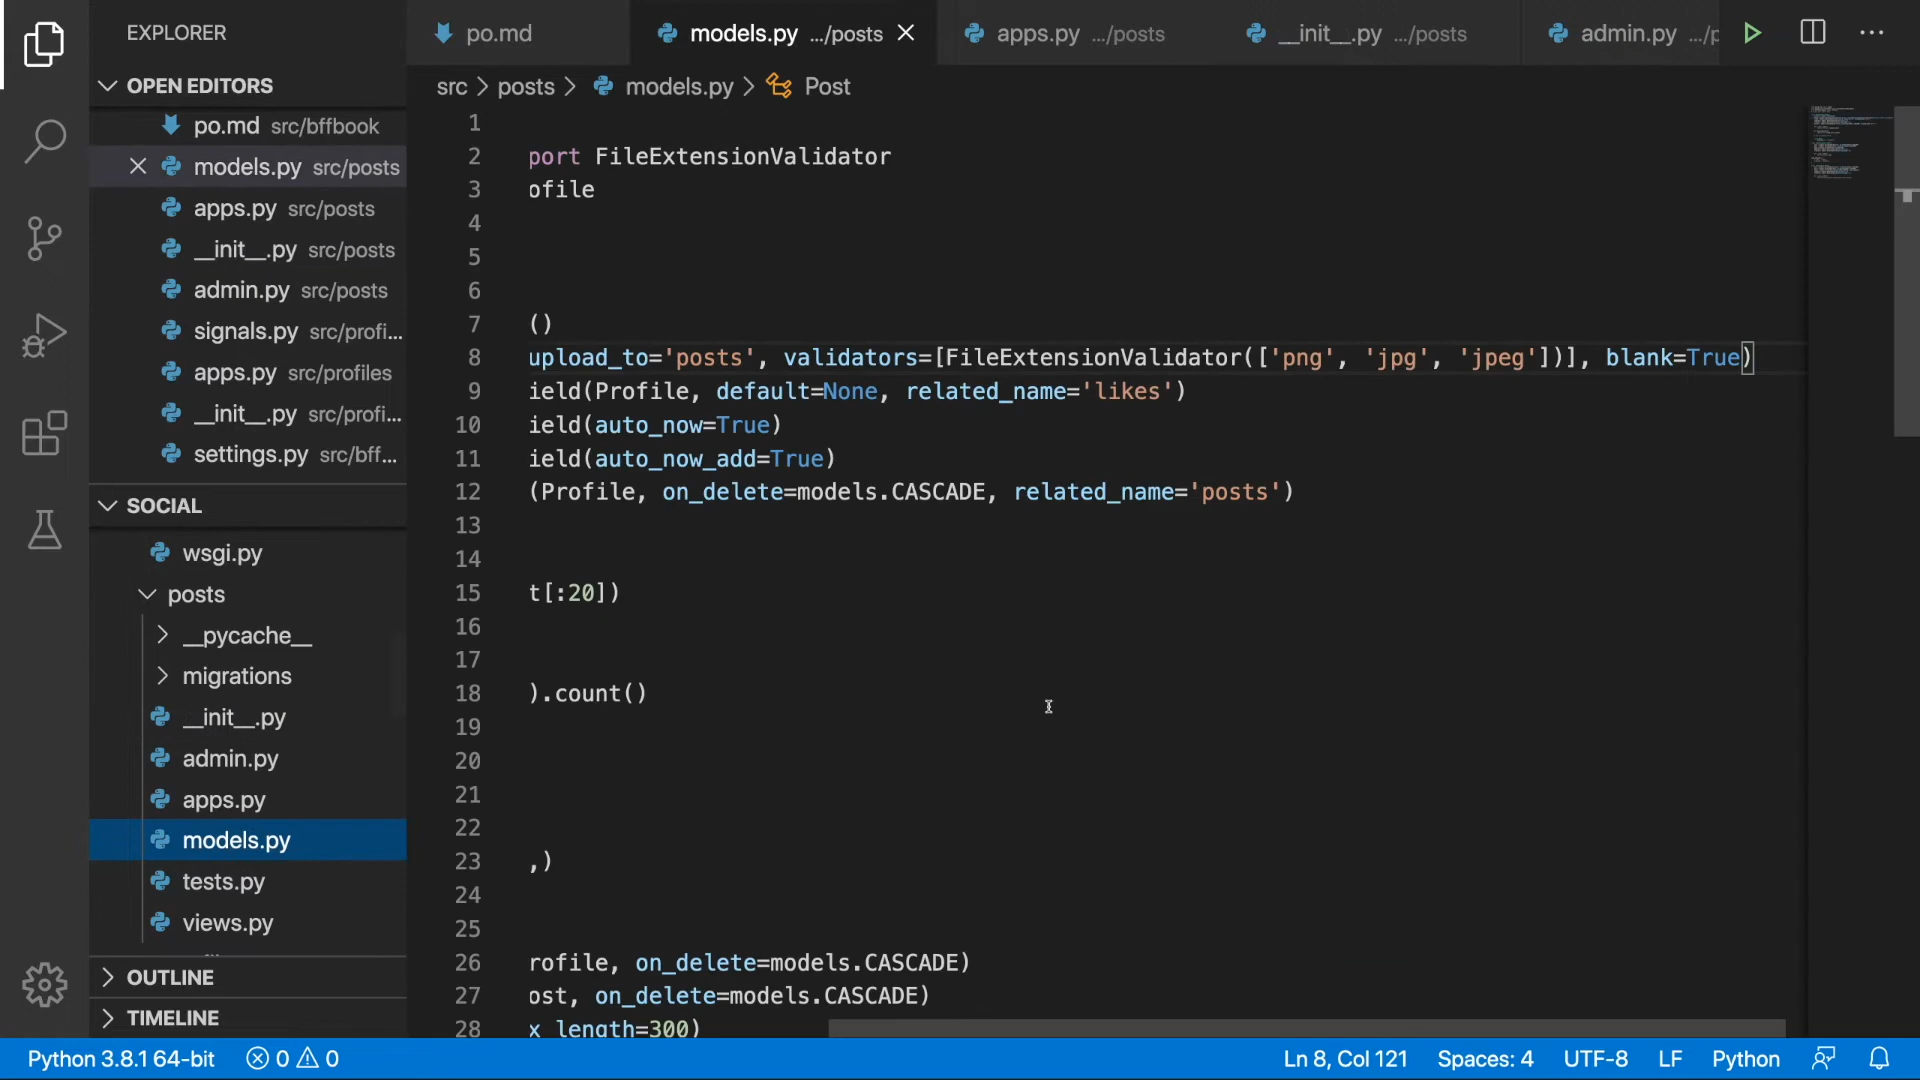 EXPLORER
OPEN EDITORS
po.md src/bffbook
models.py src/posts
apps.py src/posts
__init__.py src/posts
admin.py src/posts
signals.py src/profi...
apps.py src/profiles
__init__.py src/profi...
settings.py src/bff...
SOCIAL
wsgi.py
posts
__pycache__
migrations
__init__.py
admin.py
apps.py
models.py
tests.py
views.py
OUTLINE
TIMELINE
po.md models.py .../posts apps.py .../posts __init__.py .../posts admin.py .../p
src > posts > models.py > Post
1
2 port FileExtensionValidator
3 ofile
4
5
6
7 ()
8 upload_to='posts', validators=[FileExtensionValidator(['png', 'jpg', 'jpeg'])], blank=True)
9 ield(Profile, default=None, related_name='likes')
10 ield(auto_now=True)
11 ield(auto_now_add=True)
12 (Profile, on_delete=models.CASCADE, related_name='posts')
13
14
15 t[:20])
16
17
18 ).count()
19
20
21
22
23 ,)
24
25
26 rofile, on_delete=models.CASCADE)
27 ost, on_delete=models.CASCADE)
28 x_length=300)
Python 3.8.1 64-bit 0 0 Ln 8, Col 121 Spaces: 4 UTF-8 LF Python